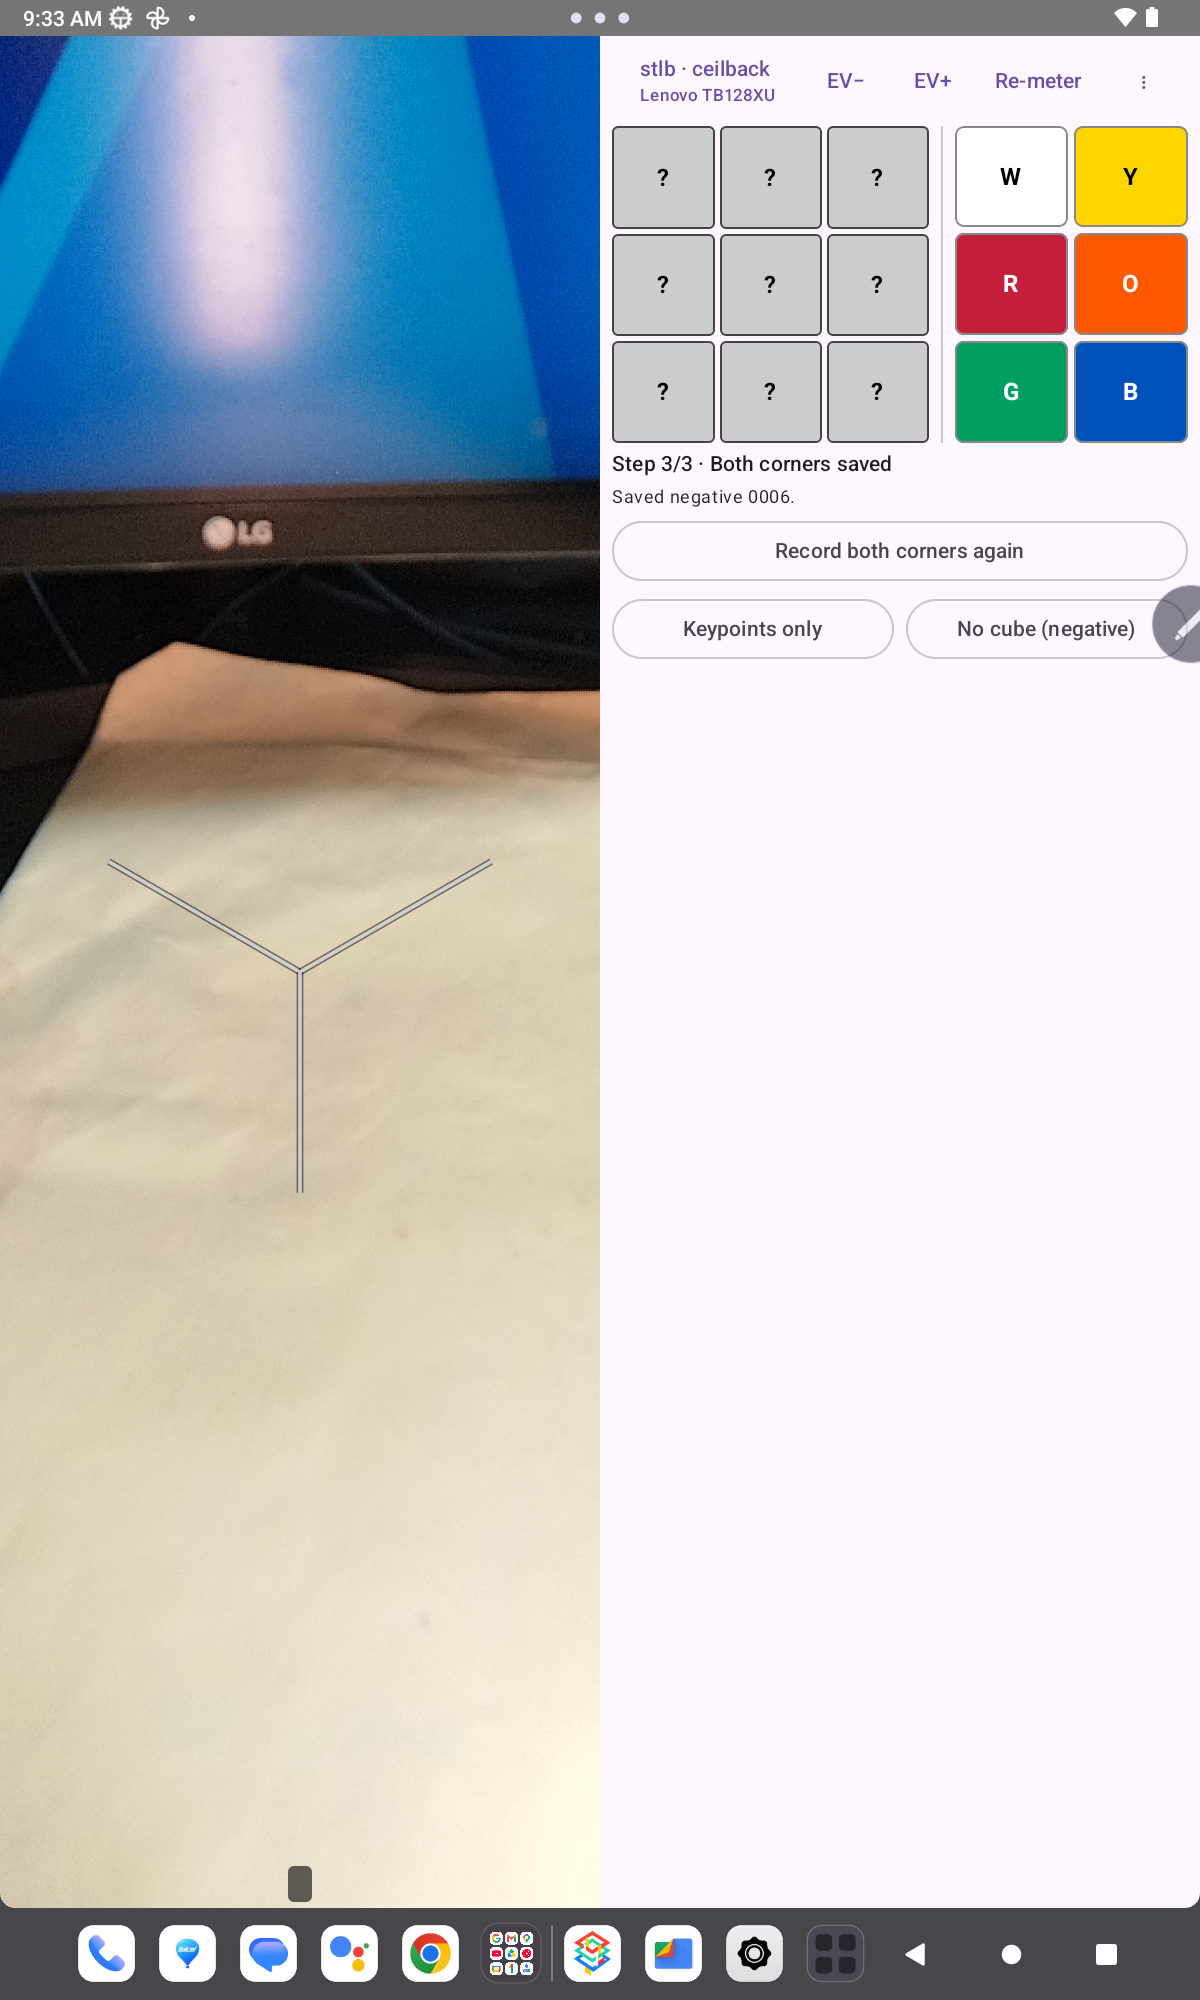 9:33 AM
stlb · ceilback
Lenovo TB128XU
EV−
EV+
Re-meter
? ? ? W Y
? ? ? R O
? ? ? G B
Step 3/3 · Both corners saved
Saved negative 0006.
Record both corners again
Keypoints only
No cube (negative)
LG